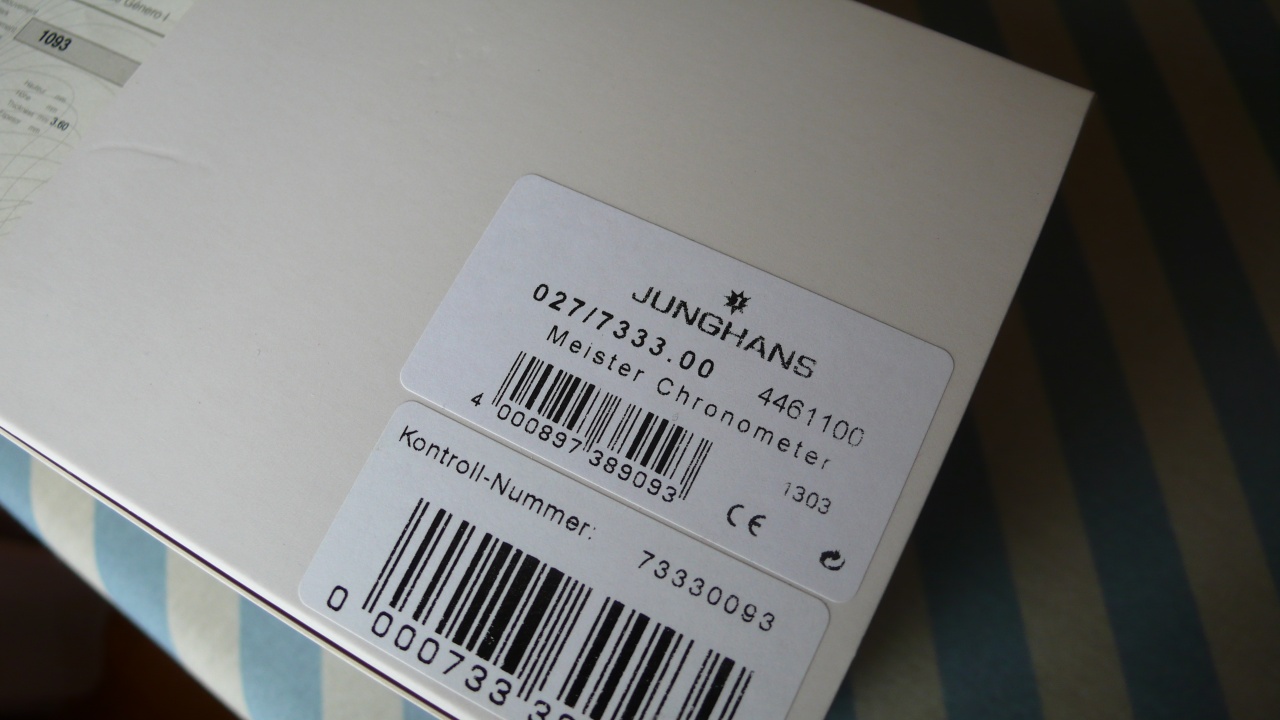 Género I
1093
3.60
JUNGHANS
027/7333.00 4461100
Meister Chronometer
4 000897 389093
1303
CE
Kontroll-Nummer: 73330093
0 000733